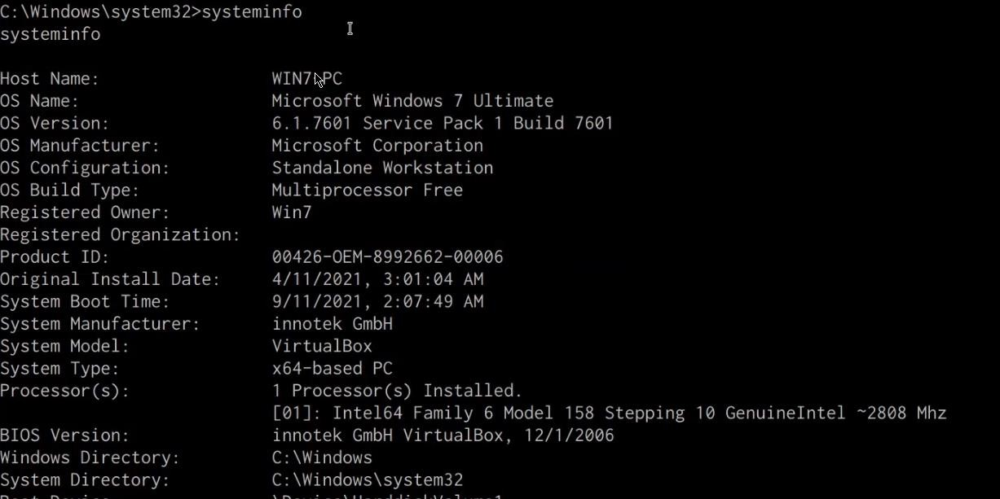 C:\Windows\system32>systeminfo
systeminfo
Host Name: WIN7-PC
OS Name: Microsoft Windows 7 Ultimate
OS Version: 6.1.7601 Service Pack 1 Build 7601
OS Manufacturer: Microsoft Corporation
OS Configuration: Standalone Workstation
OS Build Type: Multiprocessor Free
Registered Owner: Win7
Registered Organization:
Product ID: 00426-OEM-8992662-00006
Original Install Date: 4/11/2021, 3:01:04 AM
System Boot Time: 9/11/2021, 2:07:49 AM
System Manufacturer: innotek GmbH
System Model: VirtualBox
System Type: x64-based PC
Processor(s): 1 Processor(s) Installed.
[01]: Intel64 Family 6 Model 158 Stepping 10 GenuineIntel ~2808 Mhz
BIOS Version: innotek GmbH VirtualBox, 12/1/2006
Windows Directory: C:\Windows
System Directory: C:\Windows\system32